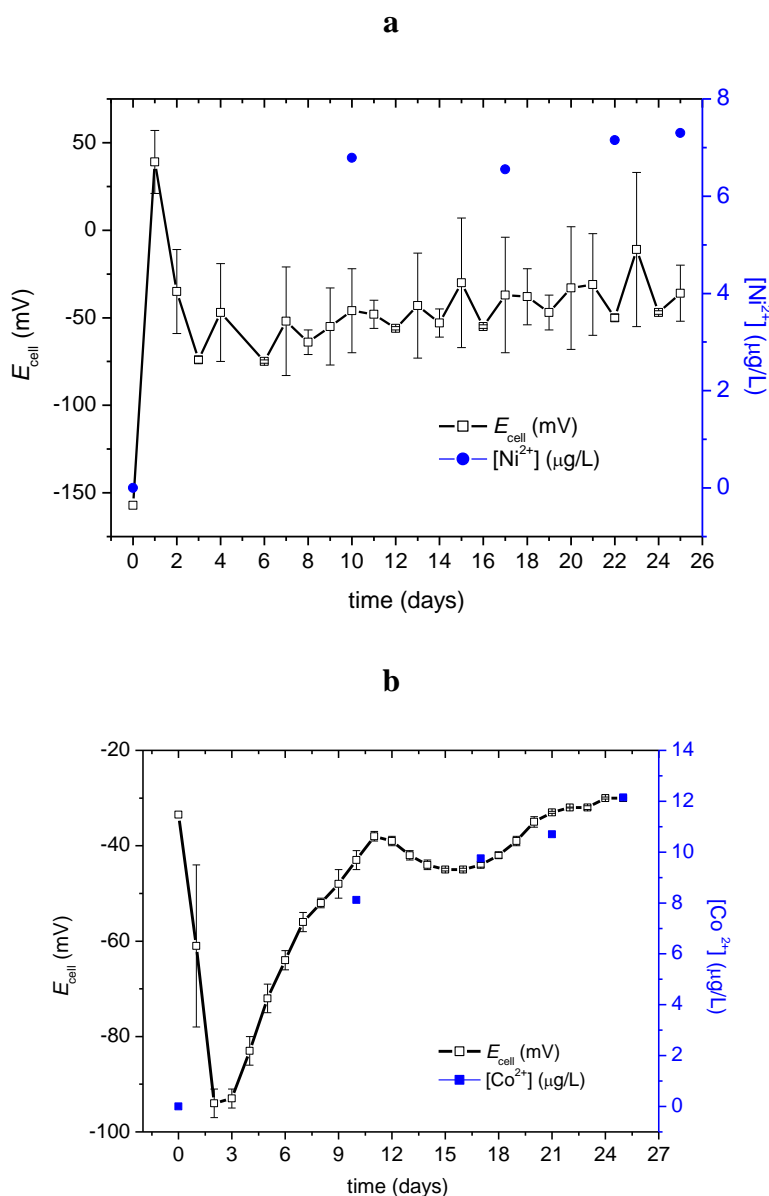 a
50
0
-50
-100
-150
E_cell (mV)
8
6
4
2
0
[Ni²⁺] (μg/L)
E_cell (mV)
[Ni²⁺] (μg/L)
0 2 4 6 8 10 12 14 16 18 20 22 24 26
time (days)
b
-20
-40
-60
-80
-100
E_cell (mV)
14
12
10
8
6
4
2
0
[Co²⁺] (μg/L)
E_cell (mV)
[Co²⁺] (μg/L)
0 3 6 9 12 15 18 21 24 27
time (days)